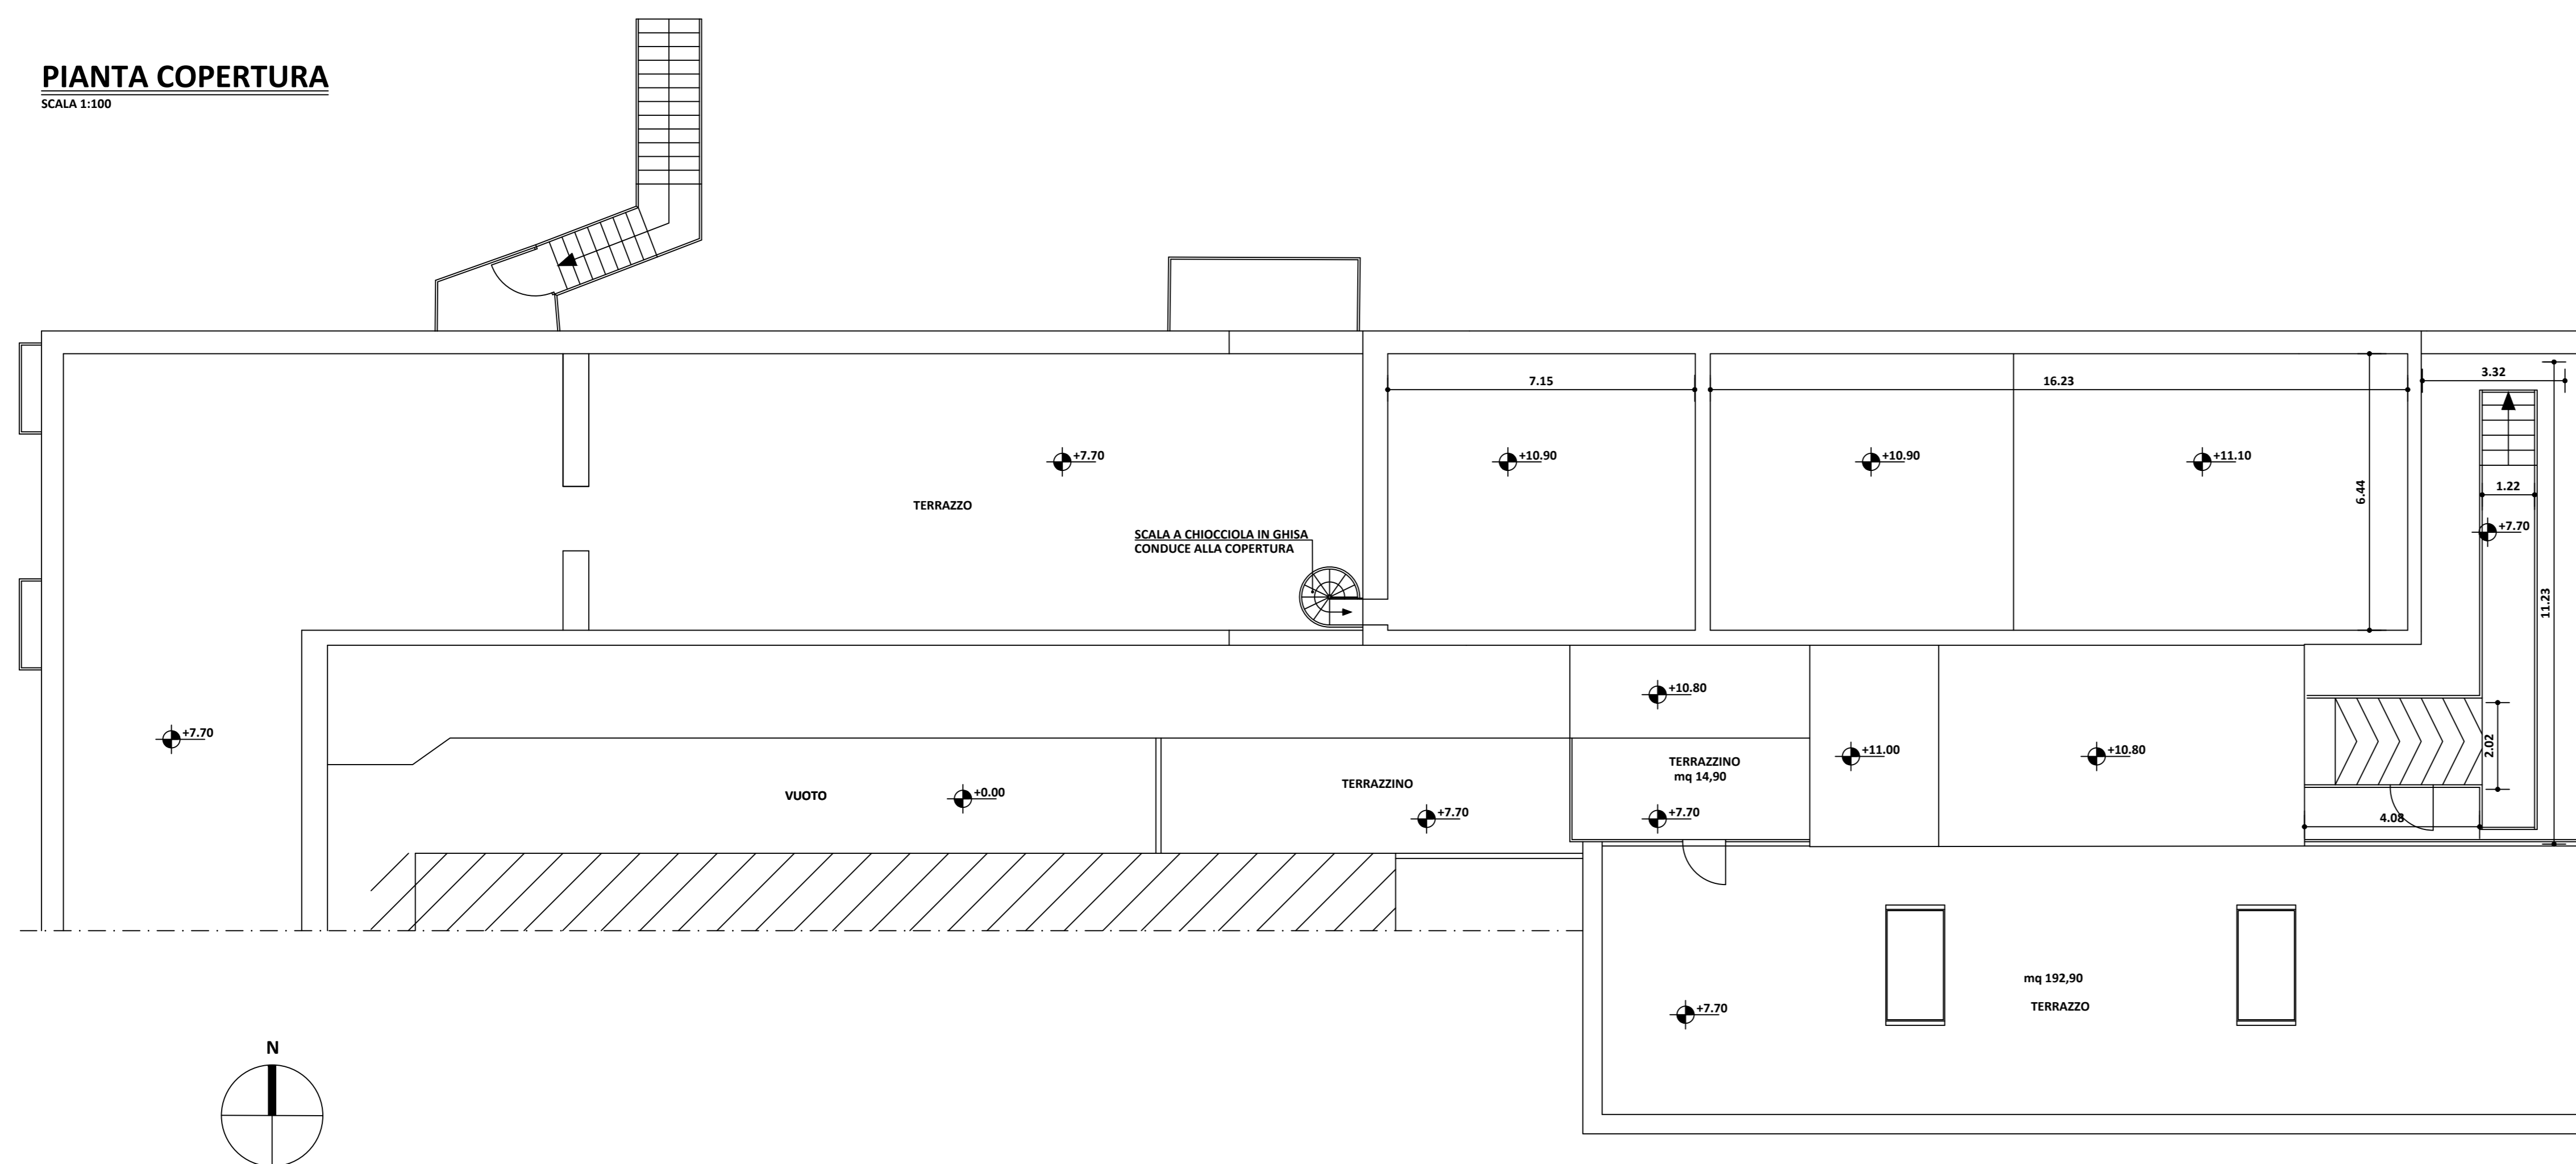 PIANTA COPERTURA
SCALA 1:100
3.32
7.15
16.23
+7.70
+10.90
+10.90
+11.10
6.44
1.22
TERRAZZO
+7.70
SCALA A CHIOCCIOLA IN GHISA
CONDUCE ALLA COPERTURA
11.23
+10.80
+7.70
+11.00
+10.80
2.02
TERRAZZINO
mq 14,90
TERRAZZINO
VUOTO
+0.00
+7.70
+7.70
4.08
mq 192,90
TERRAZZO
+7.70
N